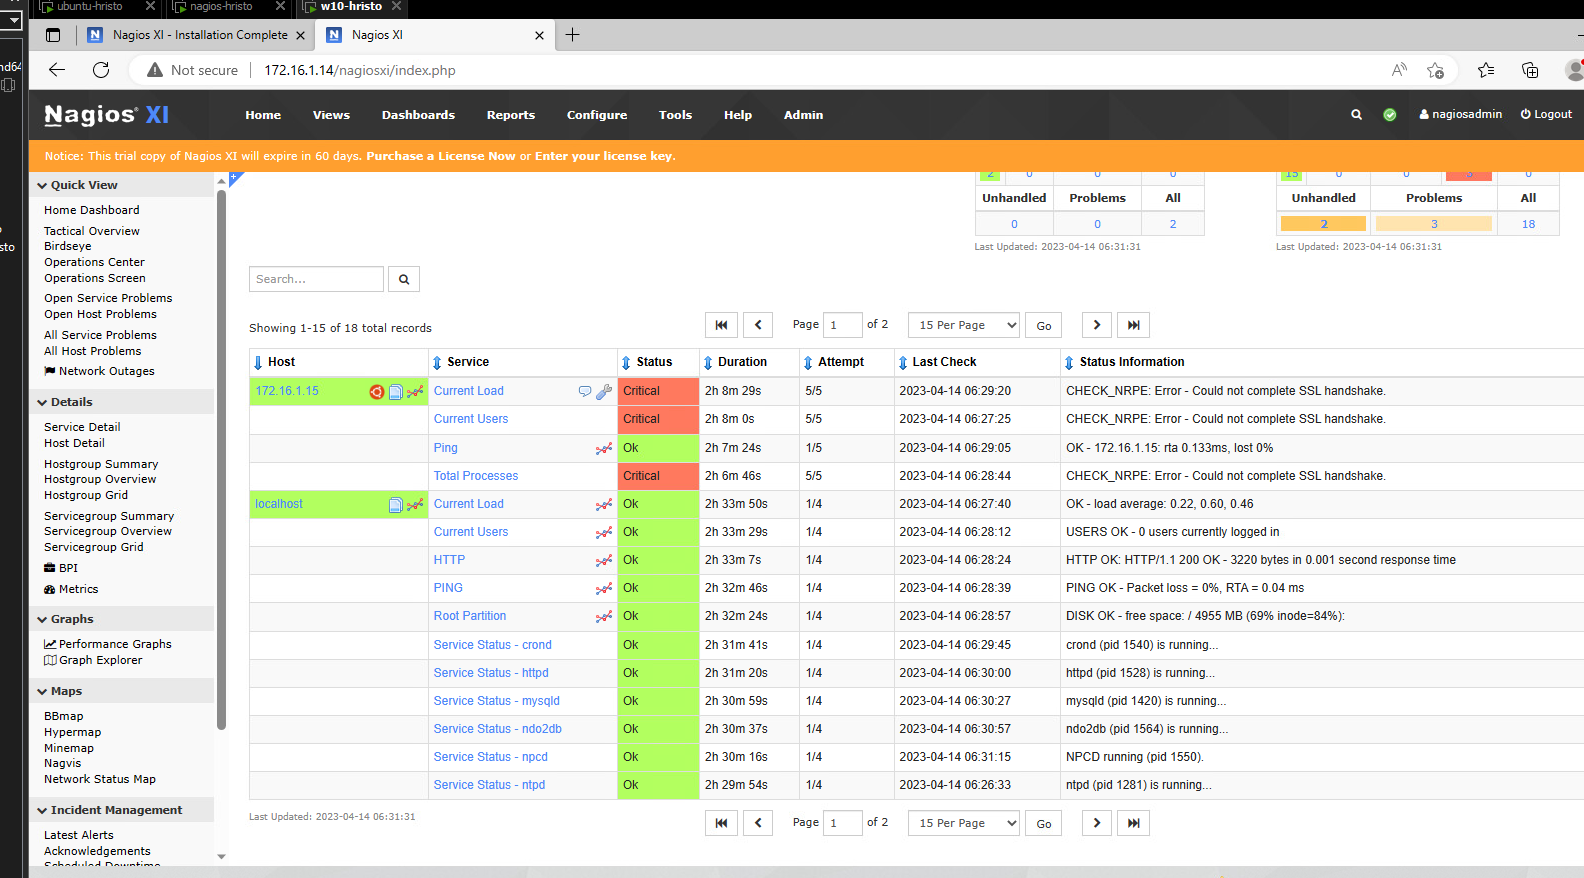 ubuntu-hristo
nagios-hristo
w10-hristo
Nagios XI - Installation Complete
Nagios XI
Not secure
172.16.1.14/nagiosxi/index.php
Nagios® XI
Home
Views
Dashboards
Reports
Configure
Tools
Help
Admin
nagiosadmin
Logout
Notice: This trial copy of Nagios XI will expire in 60 days. Purchase a License Now or Enter your license key.
Quick View
Home Dashboard
Tactical Overview
Birdseye
Operations Center
Operations Screen
Open Service Problems
Open Host Problems
All Service Problems
All Host Problems
Network Outages
Details
Service Detail
Host Detail
Hostgroup Summary
Hostgroup Overview
Hostgroup Grid
Servicegroup Summary
Servicegroup Overview
Servicegroup Grid
BPI
Metrics
Graphs
Performance Graphs
Graph Explorer
Maps
BBmap
Hypermap
Minemap
Nagvis
Network Status Map
Incident Management
Latest Alerts
Acknowledgements
Scheduled Downtime
2 0 0 0
Unhandled Problems All
0 0 2
Last Updated: 2023-04-14 06:31:31
15 0 0 3 0
Unhandled Problems All
2 3 18
Last Updated: 2023-04-14 06:31:31
Search...
Showing 1-15 of 18 total records
Page 1 of 2 15 Per Page Go
Host Service Status Duration Attempt Last Check Status Information
172.16.1.15 Current Load Critical 2h 8m 29s 5/5 2023-04-14 06:29:20 CHECK_NRPE: Error - Could not complete SSL handshake.
Current Users Critical 2h 8m 0s 5/5 2023-04-14 06:27:25 CHECK_NRPE: Error - Could not complete SSL handshake.
Ping Ok 2h 7m 24s 1/5 2023-04-14 06:29:05 OK - 172.16.1.15: rta 0.133ms, lost 0%
Total Processes Critical 2h 6m 46s 5/5 2023-04-14 06:28:44 CHECK_NRPE: Error - Could not complete SSL handshake.
localhost Current Load Ok 2h 33m 50s 1/4 2023-04-14 06:27:40 OK - load average: 0.22, 0.60, 0.46
Current Users Ok 2h 33m 29s 1/4 2023-04-14 06:28:12 USERS OK - 0 users currently logged in
HTTP Ok 2h 33m 7s 1/4 2023-04-14 06:28:24 HTTP OK: HTTP/1.1 200 OK - 3220 bytes in 0.001 second response time
PING Ok 2h 32m 46s 1/4 2023-04-14 06:28:39 PING OK - Packet loss = 0%, RTA = 0.04 ms
Root Partition Ok 2h 32m 24s 1/4 2023-04-14 06:28:57 DISK OK - free space: / 4955 MB (69% inode=84%):
Service Status - crond Ok 2h 31m 41s 1/4 2023-04-14 06:29:45 crond (pid 1540) is running...
Service Status - httpd Ok 2h 31m 20s 1/4 2023-04-14 06:30:00 httpd (pid 1528) is running...
Service Status - mysqld Ok 2h 30m 59s 1/4 2023-04-14 06:30:27 mysqld (pid 1420) is running...
Service Status - ndo2db Ok 2h 30m 37s 1/4 2023-04-14 06:30:57 ndo2db (pid 1564) is running...
Service Status - npcd Ok 2h 30m 16s 1/4 2023-04-14 06:31:15 NPCD running (pid 1550).
Service Status - ntpd Ok 2h 29m 54s 1/4 2023-04-14 06:26:33 ntpd (pid 1281) is running...
Last Updated: 2023-04-14 06:31:31
Page 1 of 2 15 Per Page Go